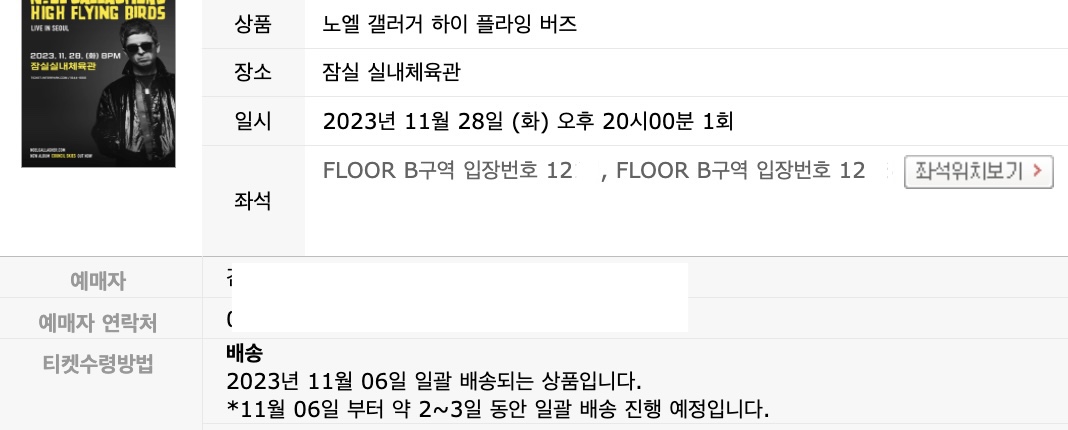 HIGH FLYING BIRDS
LIVE IN SEOUL
2023. 11. 28. (화) 8PM
잠실실내체육관
NOELGALLAGHER.COM
NEW ALBUM COUNCIL SKIES OUT NOW
상품 노엘 갤러거 하이 플라잉 버즈
장소 잠실 실내체육관
일시 2023년 11월 28일 (화) 오후 20시00분 1회
좌석 FLOOR B구역 입장번호 12 , FLOOR B구역 입장번호 12 좌석위치보기
예매자
예매자 연락처
티켓수령방법 배송
2023년 11월 06일 일괄 배송되는 상품입니다.
*11월 06일 부터 약 2~3일 동안 일괄 배송 진행 예정입니다.